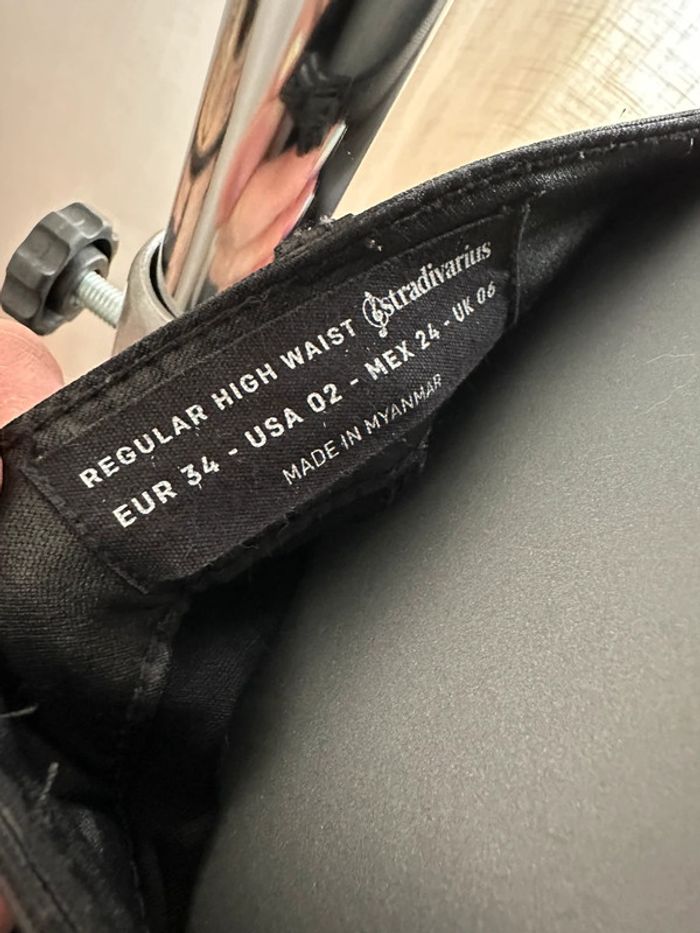 REGULAR HIGH WAIST stradivarius
EUR 34 - USA 02 - MEX 24 - UK 06
MADE IN MYANMAR